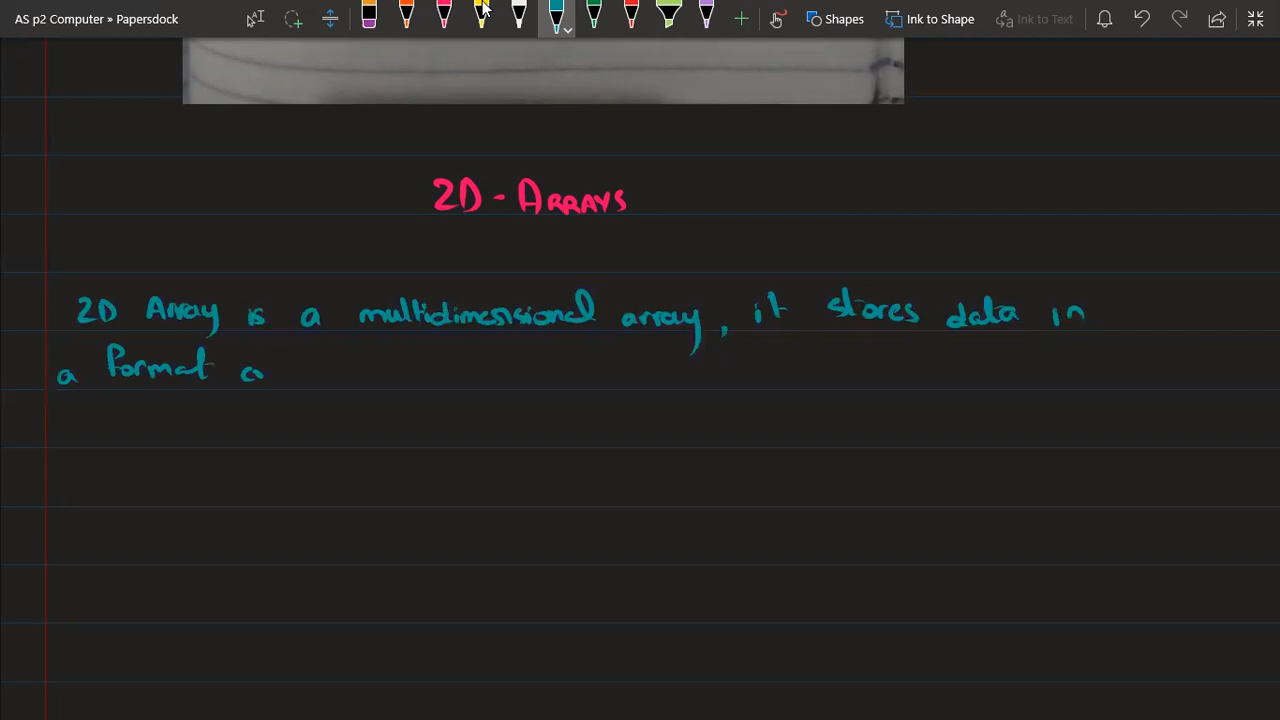 AS p2 Computer » Papersdock
Shapes
Ink to Shape
Ink to Text
2D - ARRAYS
2D Array is a multidimensional array, it stores data in
a format